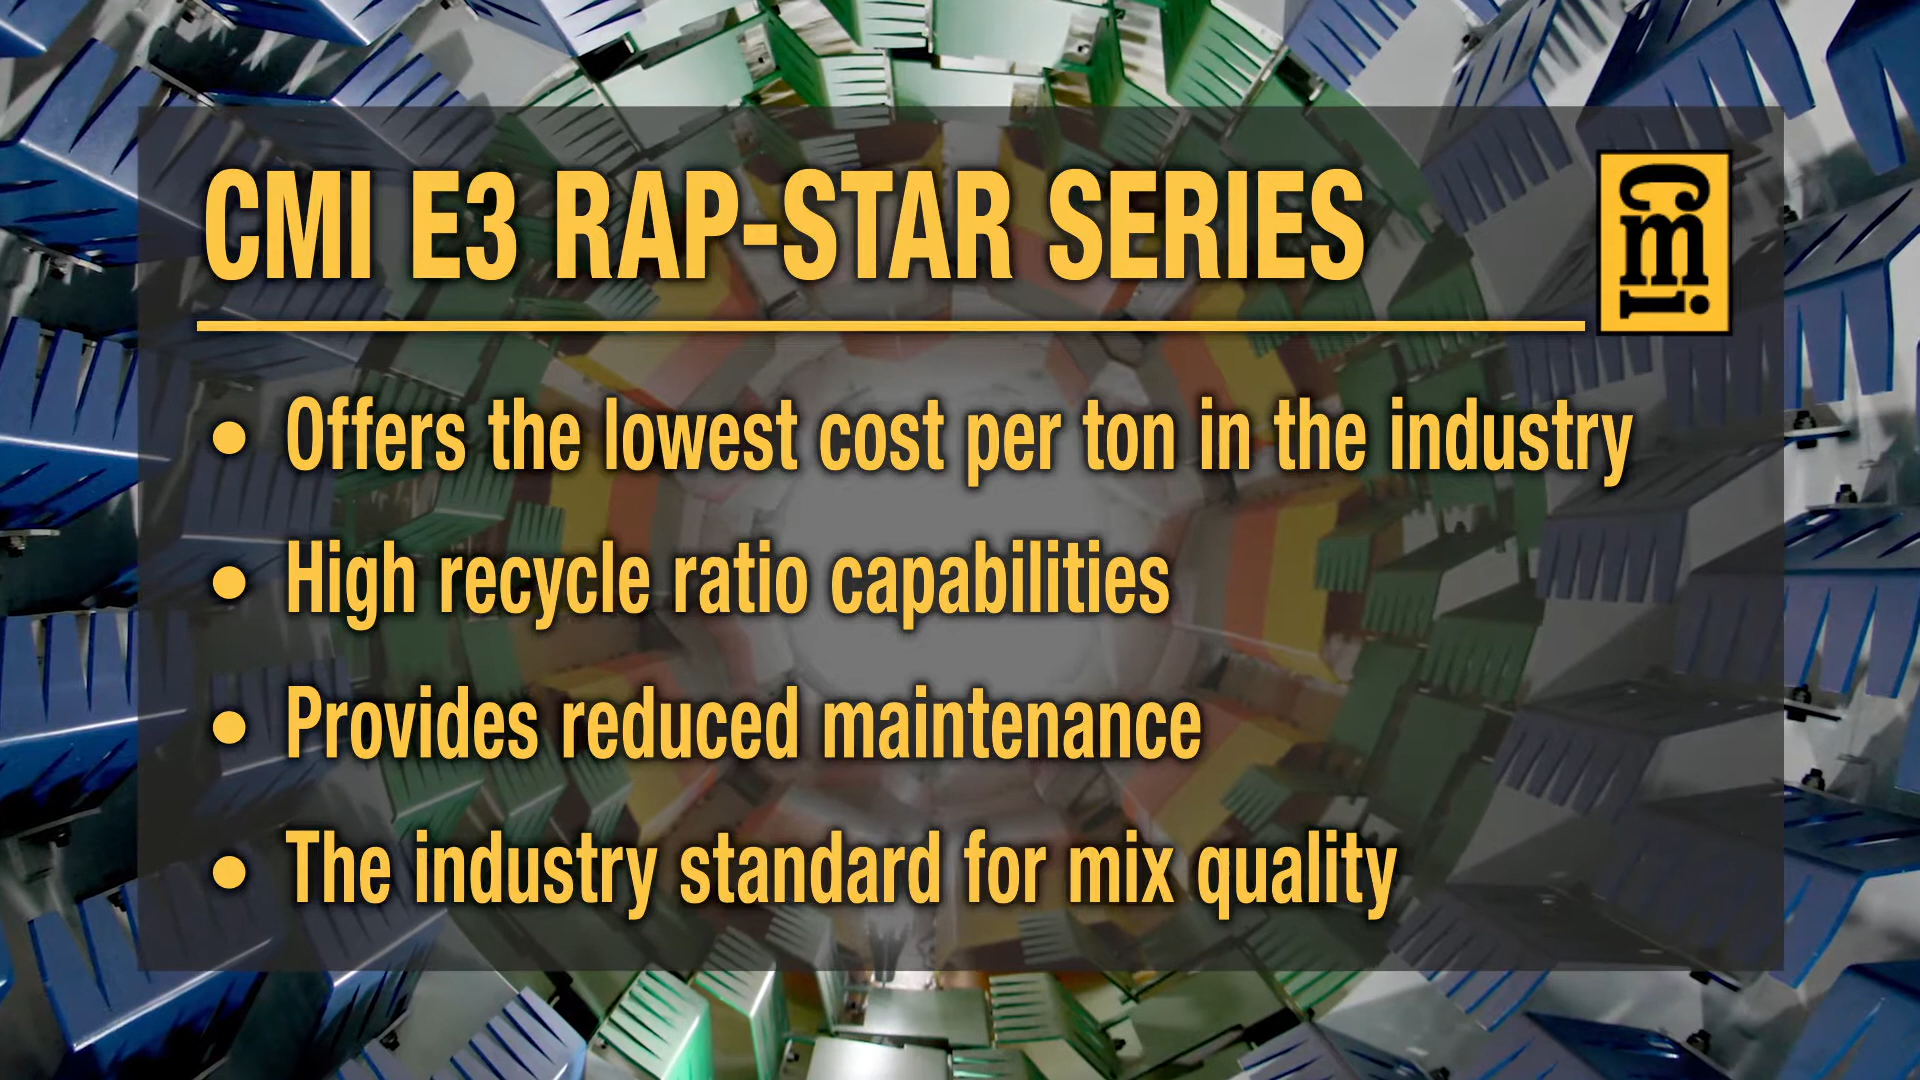 CMI E3 RAP-STAR SERIES
cmi
• Offers the lowest cost per ton in the industry
• High recycle ratio capabilities
• Provides reduced maintenance
• The industry standard for mix quality